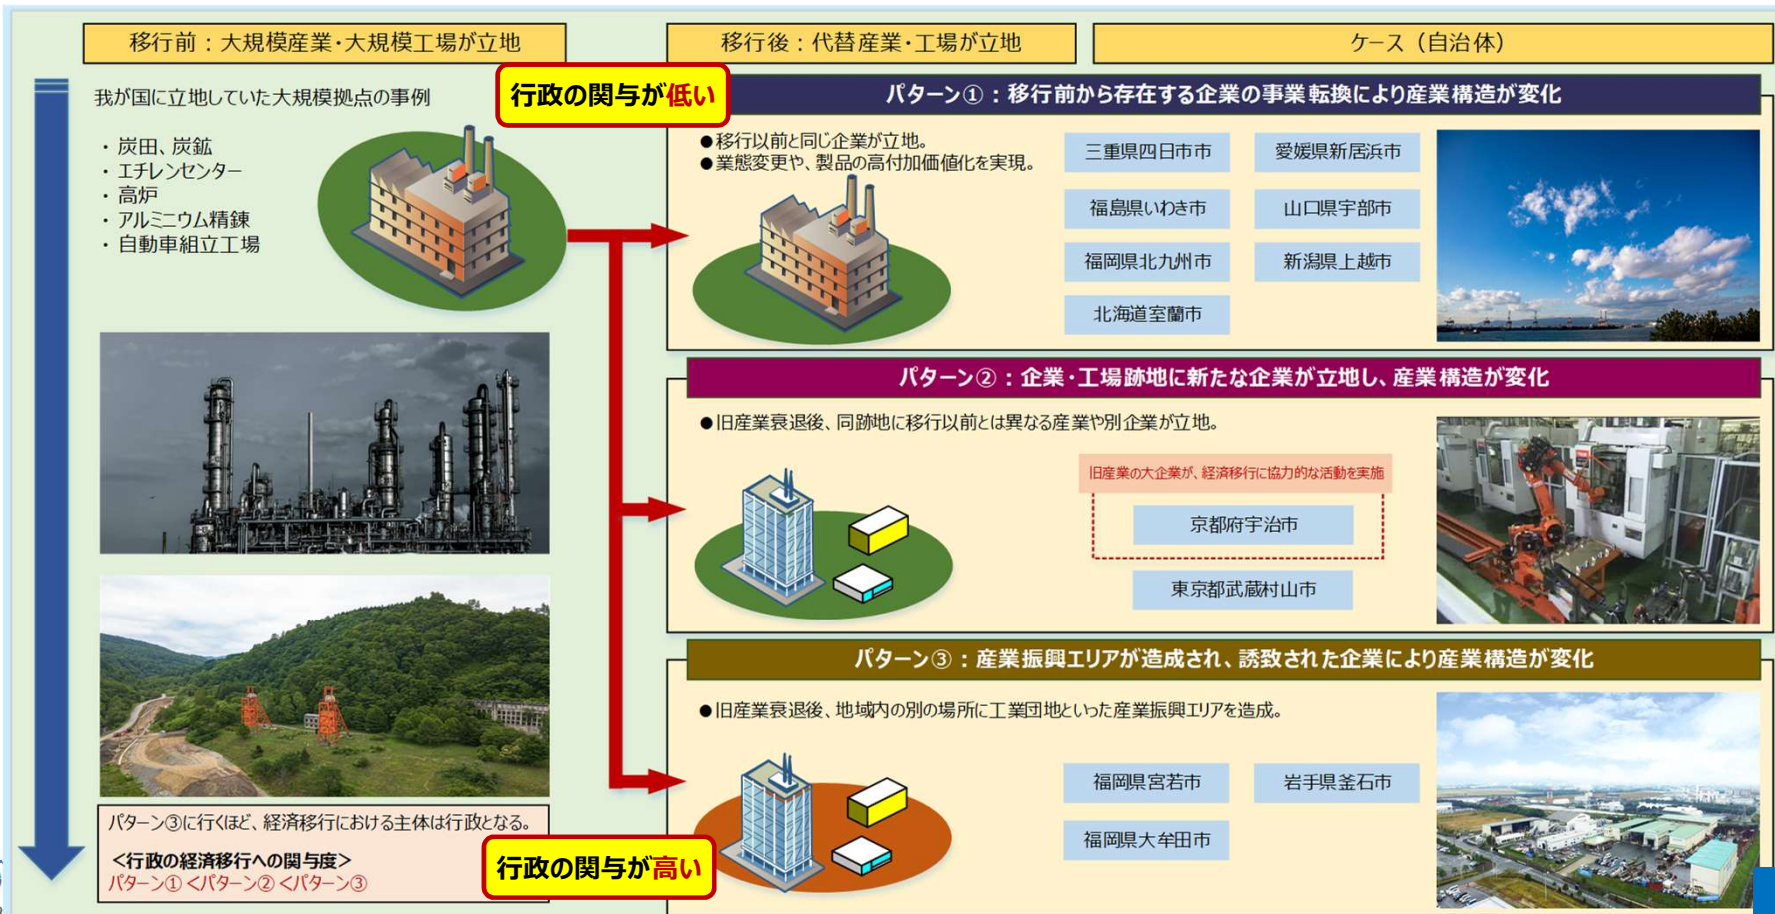 移行前：大規模産業・大規模工場が立地
移行後：代替産業・工場が立地
ケース（自治体）
我が国に立地していた大規模拠点の事例
・ 炭田、炭鉱
・ エチレンセンター
・ 高炉
・ アルミニウム精錬
・ 自動車組立工場
行政の関与が低い
パターン①：移行前から存在する企業の事業転換により産業構造が変化
●移行以前と同じ企業が立地。
●業態変更や、製品の高付加価値化を実現。
三重県四日市市
愛媛県新居浜市
福島県いわき市
山口県宇部市
福岡県北九州市
新潟県上越市
北海道室蘭市
パターン②：企業・工場跡地に新たな企業が立地し、産業構造が変化
●旧産業衰退後、同跡地に移行以前とは異なる産業や別企業が立地。
旧産業の大企業が、経済移行に協力的な活動を実施
京都府宇治市
東京都武蔵村山市
パターン③：産業振興エリアが造成され、誘致された企業により産業構造が変化
●旧産業衰退後、地域内の別の場所に工業団地といった産業振興エリアを造成。
福岡県宮若市
岩手県釜石市
福岡県大牟田市
パターン③に行くほど、経済移行における主体は行政となる。
＜行政の経済移行への関与度＞
パターン①＜パターン②＜パターン③
行政の関与が高い